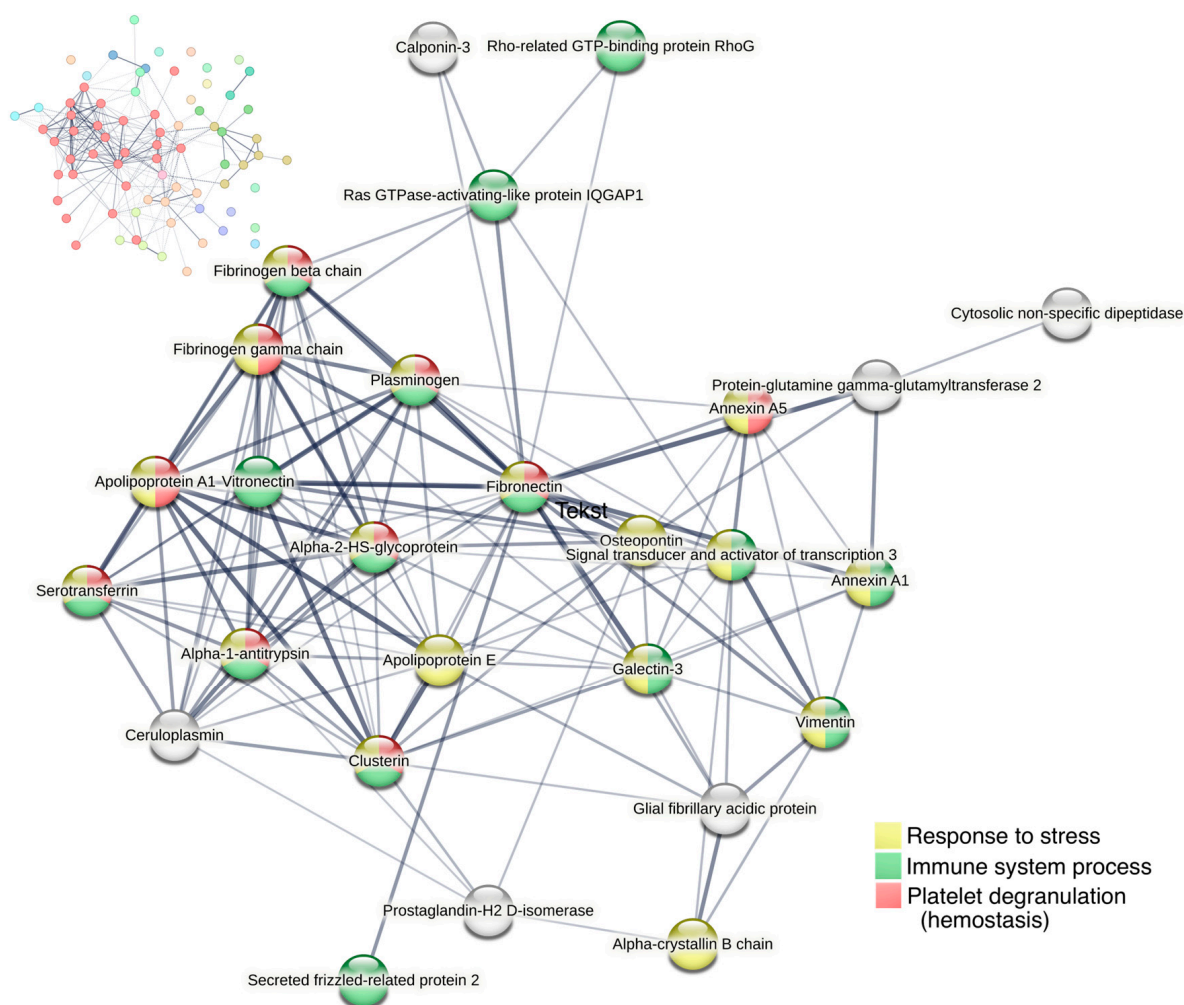 Calponin-3
Rho-related GTP-binding protein RhoG
Ras GTPase-activating-like protein IQGAP1
Fibrinogen beta chain
Cytosolic non-specific dipeptidase
Fibrinogen gamma chain
Plasminogen
Protein-glutamine gamma-glutamyltransferase 2
Annexin A5
Apolipoprotein A1
Vitronectin
Fibronectin
Tekst
Osteopontin
Alpha-2-HS-glycoprotein
Signal transducer and activator of transcription 3
Annexin A1
Serotransferrin
Alpha-1-antitrypsin
Apolipoprotein E
Galectin-3
Vimentin
Ceruloplasmin
Clusterin
Glial fibrillary acidic protein
Response to stress
Immune system process
Platelet degranulation
(hemostasis)
Prostaglandin-H2 D-isomerase
Alpha-crystallin B chain
Secreted frizzled-related protein 2